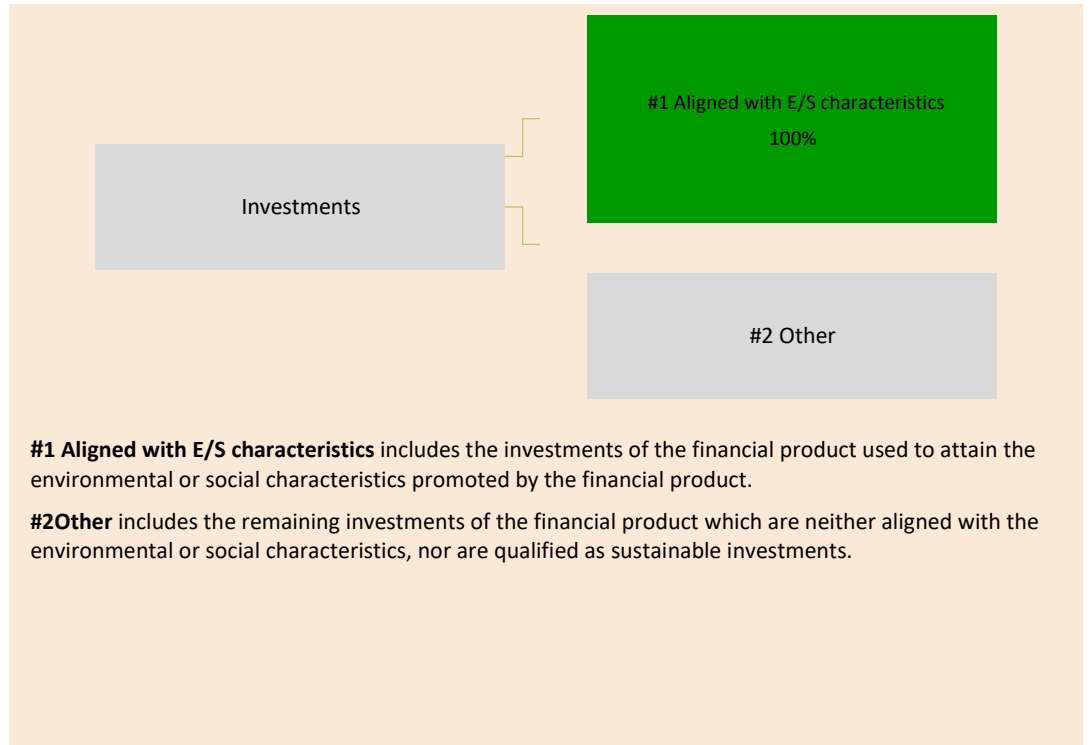 #1 Aligned with E/S characteristics
100%
Investments
#2 Other
#1 Aligned with E/S characteristics includes the investments of the financial product used to attain the
environmental or social characteristics promoted by the financial product.
#2Other includes the remaining investments of the financial product which are neither aligned with the
environmental or social characteristics, nor are qualified as sustainable investments.